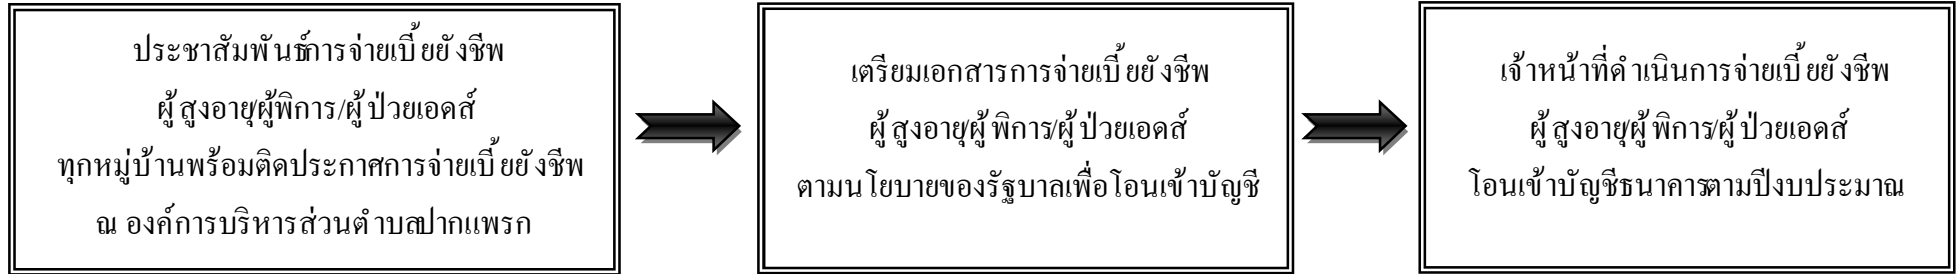 ประชาสัมพันธ์การจ่ายเบี้ยยังชีพ
ผู้สูงอายุ/ผู้พิการ/ผู้ป่วยเอดส์
ทุกหมู่บ้านพร้อมติดประกาศการจ่ายเบี้ยยังชีพ
ณ องค์การบริหารส่วนตำบลปากแพรก
เตรียมเอกสารการจ่ายเบี้ยยังชีพ
ผู้สูงอายุ/ผู้พิการ/ผู้ป่วยเอดส์
ตามนโยบายของรัฐบาลเพื่อโอนเข้าบัญชี
เจ้าหน้าที่ดำเนินการจ่ายเบี้ยยังชีพ
ผู้สูงอายุ/ผู้พิการ/ผู้ป่วยเอดส์
โอนเข้าบัญชีธนาคารตามปีงบประมาณ